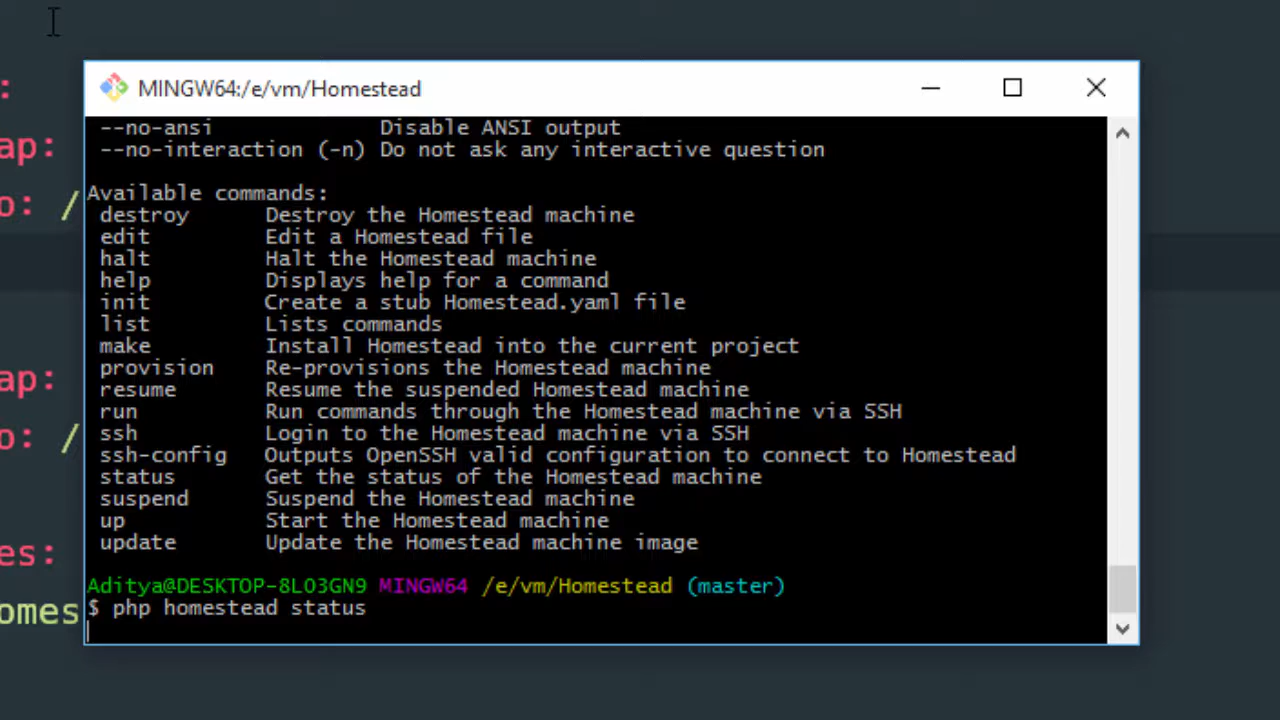 MINGW64:/e/vm/Homestead
--no-ansi Disable ANSI output
--no-interaction (-n) Do not ask any interactive question
Available commands:
destroy Destroy the Homestead machine
edit Edit a Homestead file
halt Halt the Homestead machine
help Displays help for a command
init Create a stub Homestead.yaml file
list Lists commands
make Install Homestead into the current project
provision Re-provisions the Homestead machine
resume Resume the suspended Homestead machine
run Run commands through the Homestead machine via SSH
ssh Login to the Homestead machine via SSH
ssh-config Outputs OpenSSH valid configuration to connect to Homestead
status Get the status of the Homestead machine
suspend Suspend the Homestead machine
up Start the Homestead machine
update Update the Homestead machine image
Aditya@DESKTOP-8LO3GN9 MINGW64 /e/vm/Homestead (master)
$ php homestead status
:
ap:
o: /
ap:
o: /
es:
omes